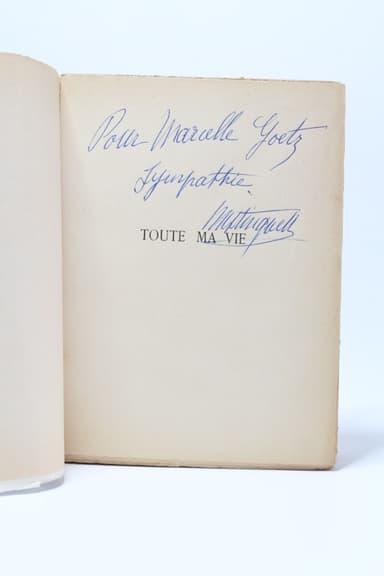 Pour Marcelle Goetz
Sympathie.
Mistinguett
TOUTE MA VIE